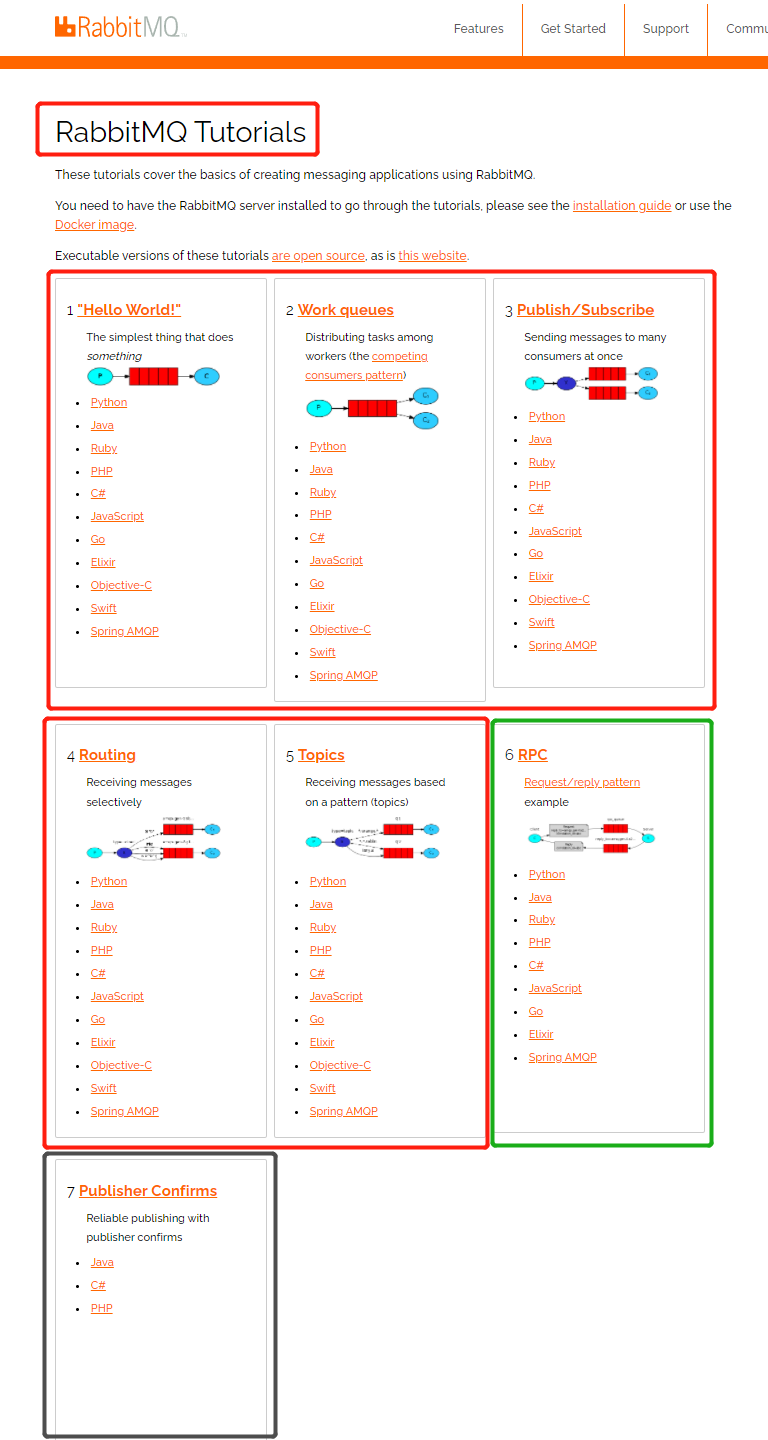 RabbitMQ
Features
Get Started
Support
RabbitMQ Tutorials
These tutorials cover the basics of creating messaging applications using RabbitMQ.
You need to have the RabbitMQ server installed to go through the tutorials, please see the installation guide or use the
Docker image.
Executable versions of these tutorials are open source, as is this website.
1 "Hello World!"
The simplest thing that does
something
P
C
Python
Java
Ruby
PHP
C#
JavaScript
Go
Elixir
Objective-C
Swift
Spring AMQP
2 Work queues
Distributing tasks among
workers (the competing
consumers pattern)
P
C₁
C₂
Python
Java
Ruby
PHP
C#
JavaScript
Go
Elixir
Objective-C
Swift
Spring AMQP
3 Publish/Subscribe
Sending messages to many
consumers at once
P
Python
Java
Ruby
PHP
C#
JavaScript
Go
Elixir
Objective-C
Swift
Spring AMQP
4 Routing
Receiving messages
selectively
Python
Java
Ruby
PHP
C#
JavaScript
Go
Elixir
Objective-C
Swift
Spring AMQP
5 Topics
Receiving messages based
on a pattern (topics)
Python
Java
Ruby
PHP
C#
JavaScript
Go
Elixir
Objective-C
Swift
Spring AMQP
6 RPC
Request/reply pattern
example
Python
Java
Ruby
PHP
C#
JavaScript
Go
Elixir
Spring AMQP
7 Publisher Confirms
Reliable publishing with
publisher confirms
Java
C#
PHP